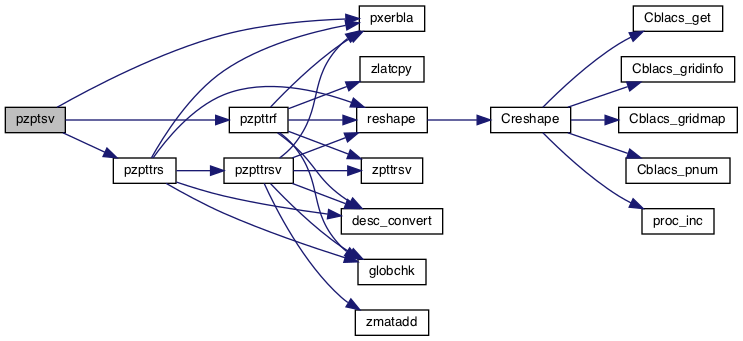 pzptsv
pzpttrs
pzpttrf
pzpttrsv
pxerbla
zlatcpy
reshape
zpttrsv
desc_convert
globchk
zmatadd
Creshape
Cblacs_get
Cblacs_gridinfo
Cblacs_gridmap
Cblacs_pnum
proc_inc